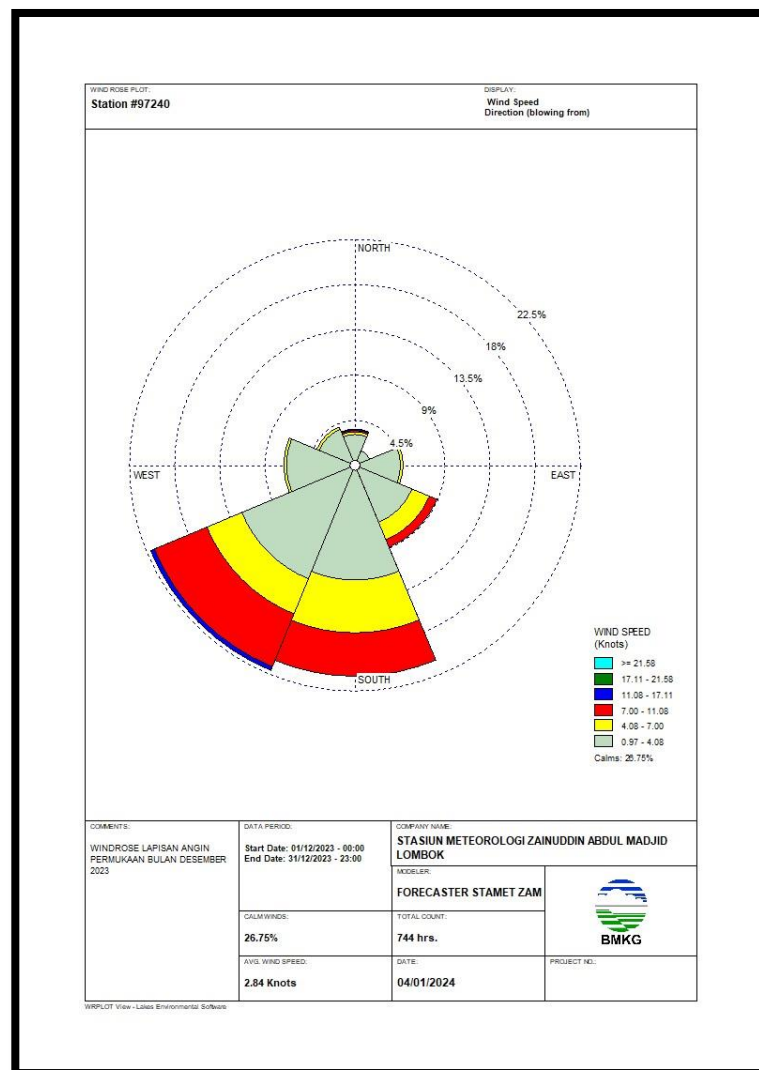 WIND ROSE PLOT:
Station #97240
DISPLAY:
Wind Speed
Direction (blowing from)
NORTH
22.5%
18%
13.5%
9%
4.5%
WEST
EAST
SOUTH
WIND SPEED
(Knots)
>= 21.58
17.11 - 21.58
11.08 - 17.11
7.00 - 11.08
4.08 - 7.00
0.97 - 4.08
Calms: 26.75%
COMMENTS:
WINDROSE LAPISAN ANGIN
PERMUKAAN BULAN DESEMBER
2023
DATA PERIOD:
Start Date: 01/12/2023 - 00:00
End Date: 31/12/2023 - 23:00
COMPANY NAME:
STASIUN METEOROLOGI ZAINUDDIN ABDUL MADJID
LOMBOK
MODELER:
FORECASTER STAMET ZAM
CALM WINDS:
26.75%
TOTAL COUNT:
744 hrs.
BMKG
AVG. WIND SPEED:
2.84 Knots
DATE:
04/01/2024
PROJECT NO.:
WRPLOT View - Lakes Environmental Software